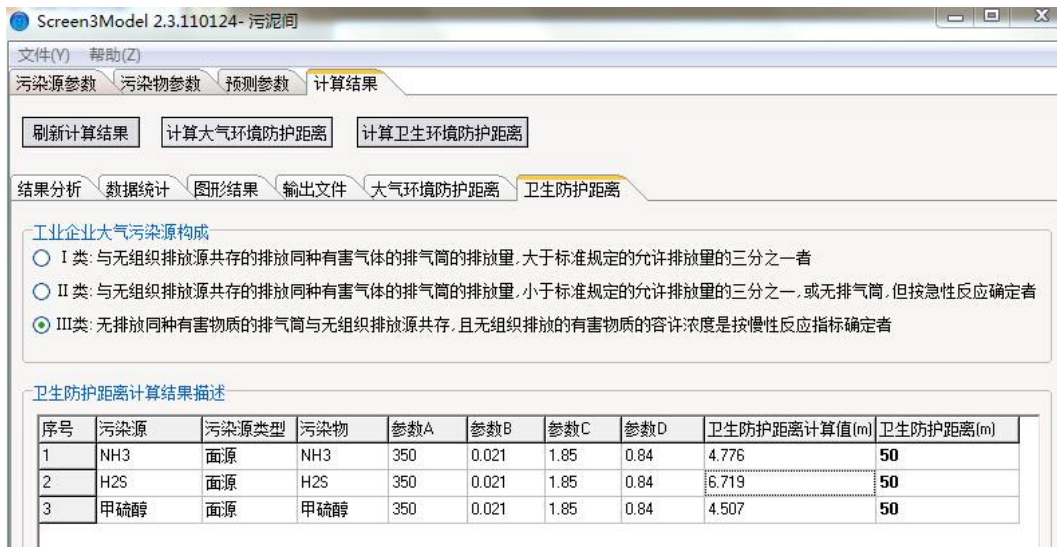 Screen3Model 2.3.110124- 污泥间
文件(Y) 帮助(Z)
污染源参数 污染物参数 预测参数 计算结果
刷新计算结果 计算大气环境防护距离 计算卫生环境防护距离
结果分析 数据统计 图形结果 输出文件 大气环境防护距离 卫生防护距离
工业企业大气污染源构成
I 类: 与无组织排放源共存的排放同种有害气体的排气筒的排放量,大于标准规定的允许排放量的三分之一者
II 类: 与无组织排放源共存的排放同种有害气体的排气筒的排放量,小于标准规定的允许排放量的三分之一,或无排气筒,但按急性反应确定者
III类: 无排放同种有害物质的排气筒与无组织排放源共存,且无组织排放的有害物质的容许浓度是按慢性反应指标确定者
卫生防护距离计算结果描述
序号 污染源 污染源类型 污染物 参数A 参数B 参数C 参数D 卫生防护距离计算值(m) 卫生防护距离(m)
1 NH3 面源 NH3 350 0.021 1.85 0.84 4.776 50
2 H2S 面源 H2S 350 0.021 1.85 0.84 6.719 50
3 甲硫醇 面源 甲硫醇 350 0.021 1.85 0.84 4.507 50